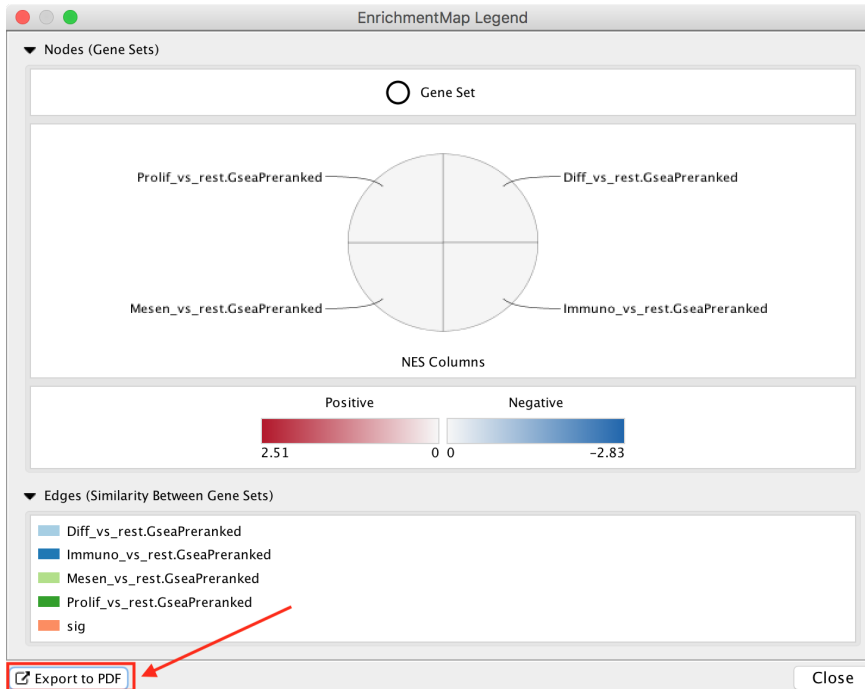 EnrichmentMap Legend
Nodes (Gene Sets)
Gene Set
Prolif_vs_rest.GseaPreranked
Diff_vs_rest.GseaPreranked
Mesen_vs_rest.GseaPreranked
Immuno_vs_rest.GseaPreranked
NES Columns
Positive
Negative
2.51 0 0 -2.83
Edges (Similarity Between Gene Sets)
Diff_vs_rest.GseaPreranked
Immuno_vs_rest.GseaPreranked
Mesen_vs_rest.GseaPreranked
Prolif_vs_rest.GseaPreranked
sig
Export to PDF
Close